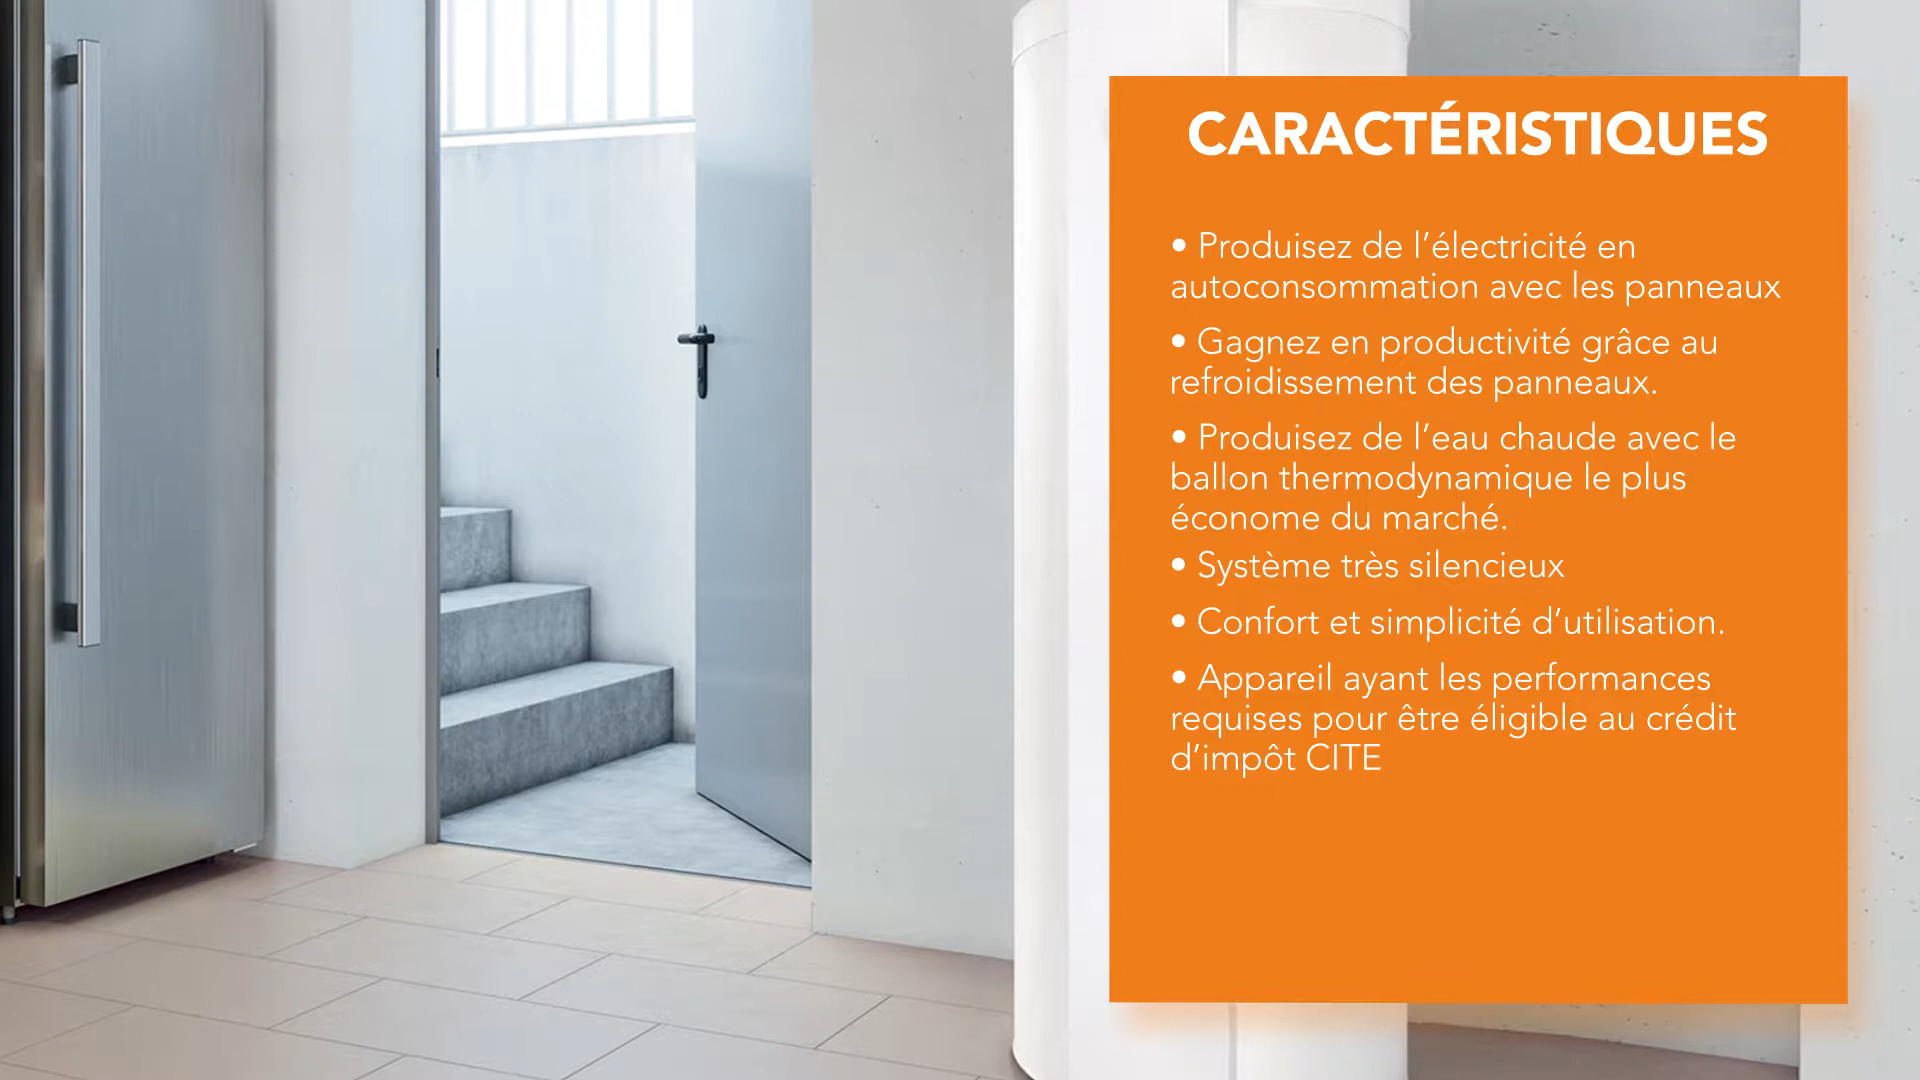 CARACTÉRISTIQUES
• Produisez de l’électricité en
autoconsommation avec les panneaux
• Gagnez en productivité grâce au
refroidissement des panneaux.
• Produisez de l’eau chaude avec le
ballon thermodynamique le plus
économe du marché.
• Système très silencieux
• Confort et simplicité d’utilisation.
• Appareil ayant les performances
requises pour être éligible au crédit
d’impôt CITE